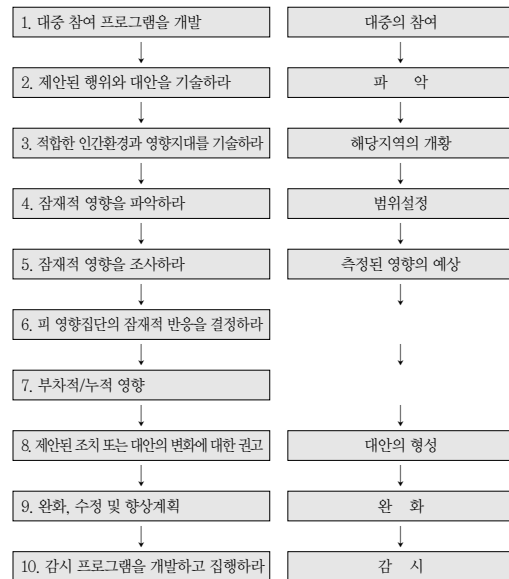 1. 대중 참여 프로그램을 개발
대중의 참여
2. 제안된 행위와 대안을 기술하라
파 악
3. 적합한 인간환경과 영향지대를 기술하라
해당지역의 개황
4. 잠재적 영향을 파악하라
범위설정
5. 잠재적 영향을 조사하라
측정된 영향의 예상
6. 피 영향집단의 잠재적 반응을 결정하라
7. 부차적/누적 영향
8. 제안된 조치 또는 대안의 변화에 대한 권고
대안의 형성
9. 완화, 수정 및 향상계획
완 화
10. 감시 프로그램을 개발하고 집행하라
감 시